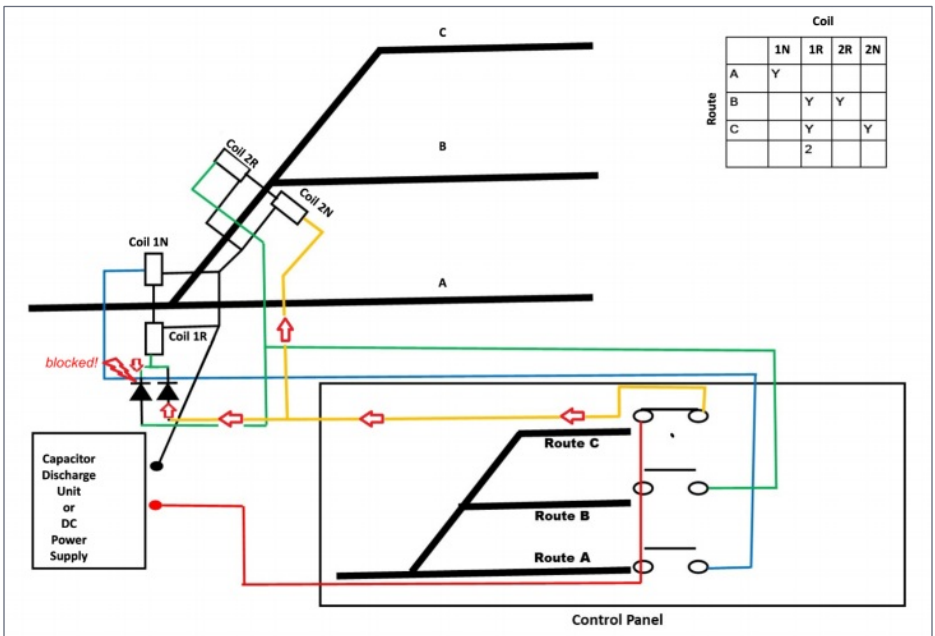 C
Coil
1N 1R 2R 2N
A Y
Route
B Y Y
C Y Y
2
B
Coil 2R
Coil 2N
Coil 1N
A
Coil 1R
blocked!
Capacitor
Discharge
Unit
or
DC
Power
Supply
Route C
Route B
Route A
Control Panel